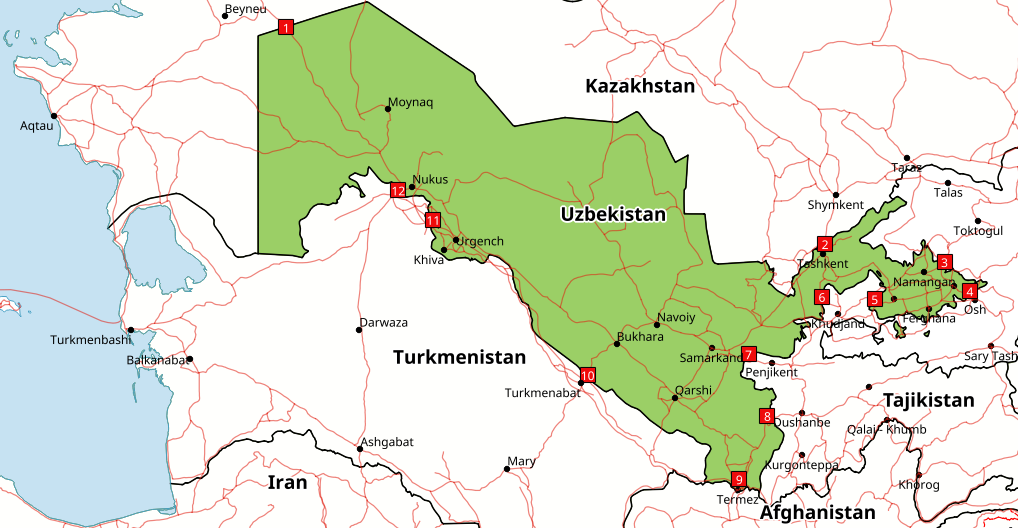 Beyneu
1
Kazakhstan
Moynaq
Aqtau
Taraz
Nukus
12
Talas
Shymkent
Uzbekistan
11
Toktogul
Urgench
2
Khiva
Tashkent
3
Namangan
4
6
5
Osh
Ferghana
Khudjand
Darwaza
Navoiy
Turkmenbashi
Bukhara
Sary Tash
Turkmenistan
Samarkand
7
Balkanabat
Penjikent
10
Turkmenabat
Qarshi
Tajikistan
8
Dushanbe
Qalai- Khumb
Ashgabat
Mary
Kurgonteppa
Iran
9
Khorog
Termez
Afghanistan